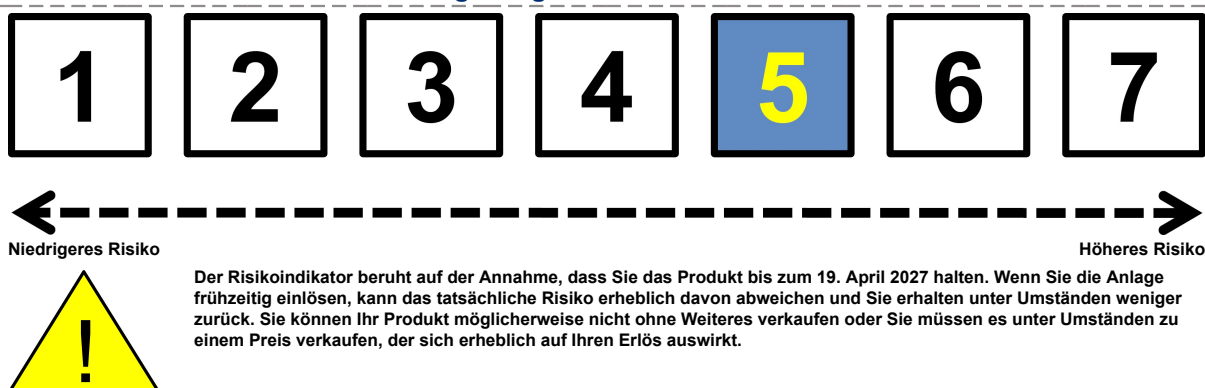 1 2 3 4 5 6 7
Niedrigeres Risiko Höheres Risiko
Der Risikoindikator beruht auf der Annahme, dass Sie das Produkt bis zum 19. April 2027 halten. Wenn Sie die Anlage
frühzeitig einlösen, kann das tatsächliche Risiko erheblich davon abweichen und Sie erhalten unter Umständen weniger
zurück. Sie können Ihr Produkt möglicherweise nicht ohne Weiteres verkaufen oder Sie müssen es unter Umständen zu
einem Preis verkaufen, der sich erheblich auf Ihren Erlös auswirkt.
!